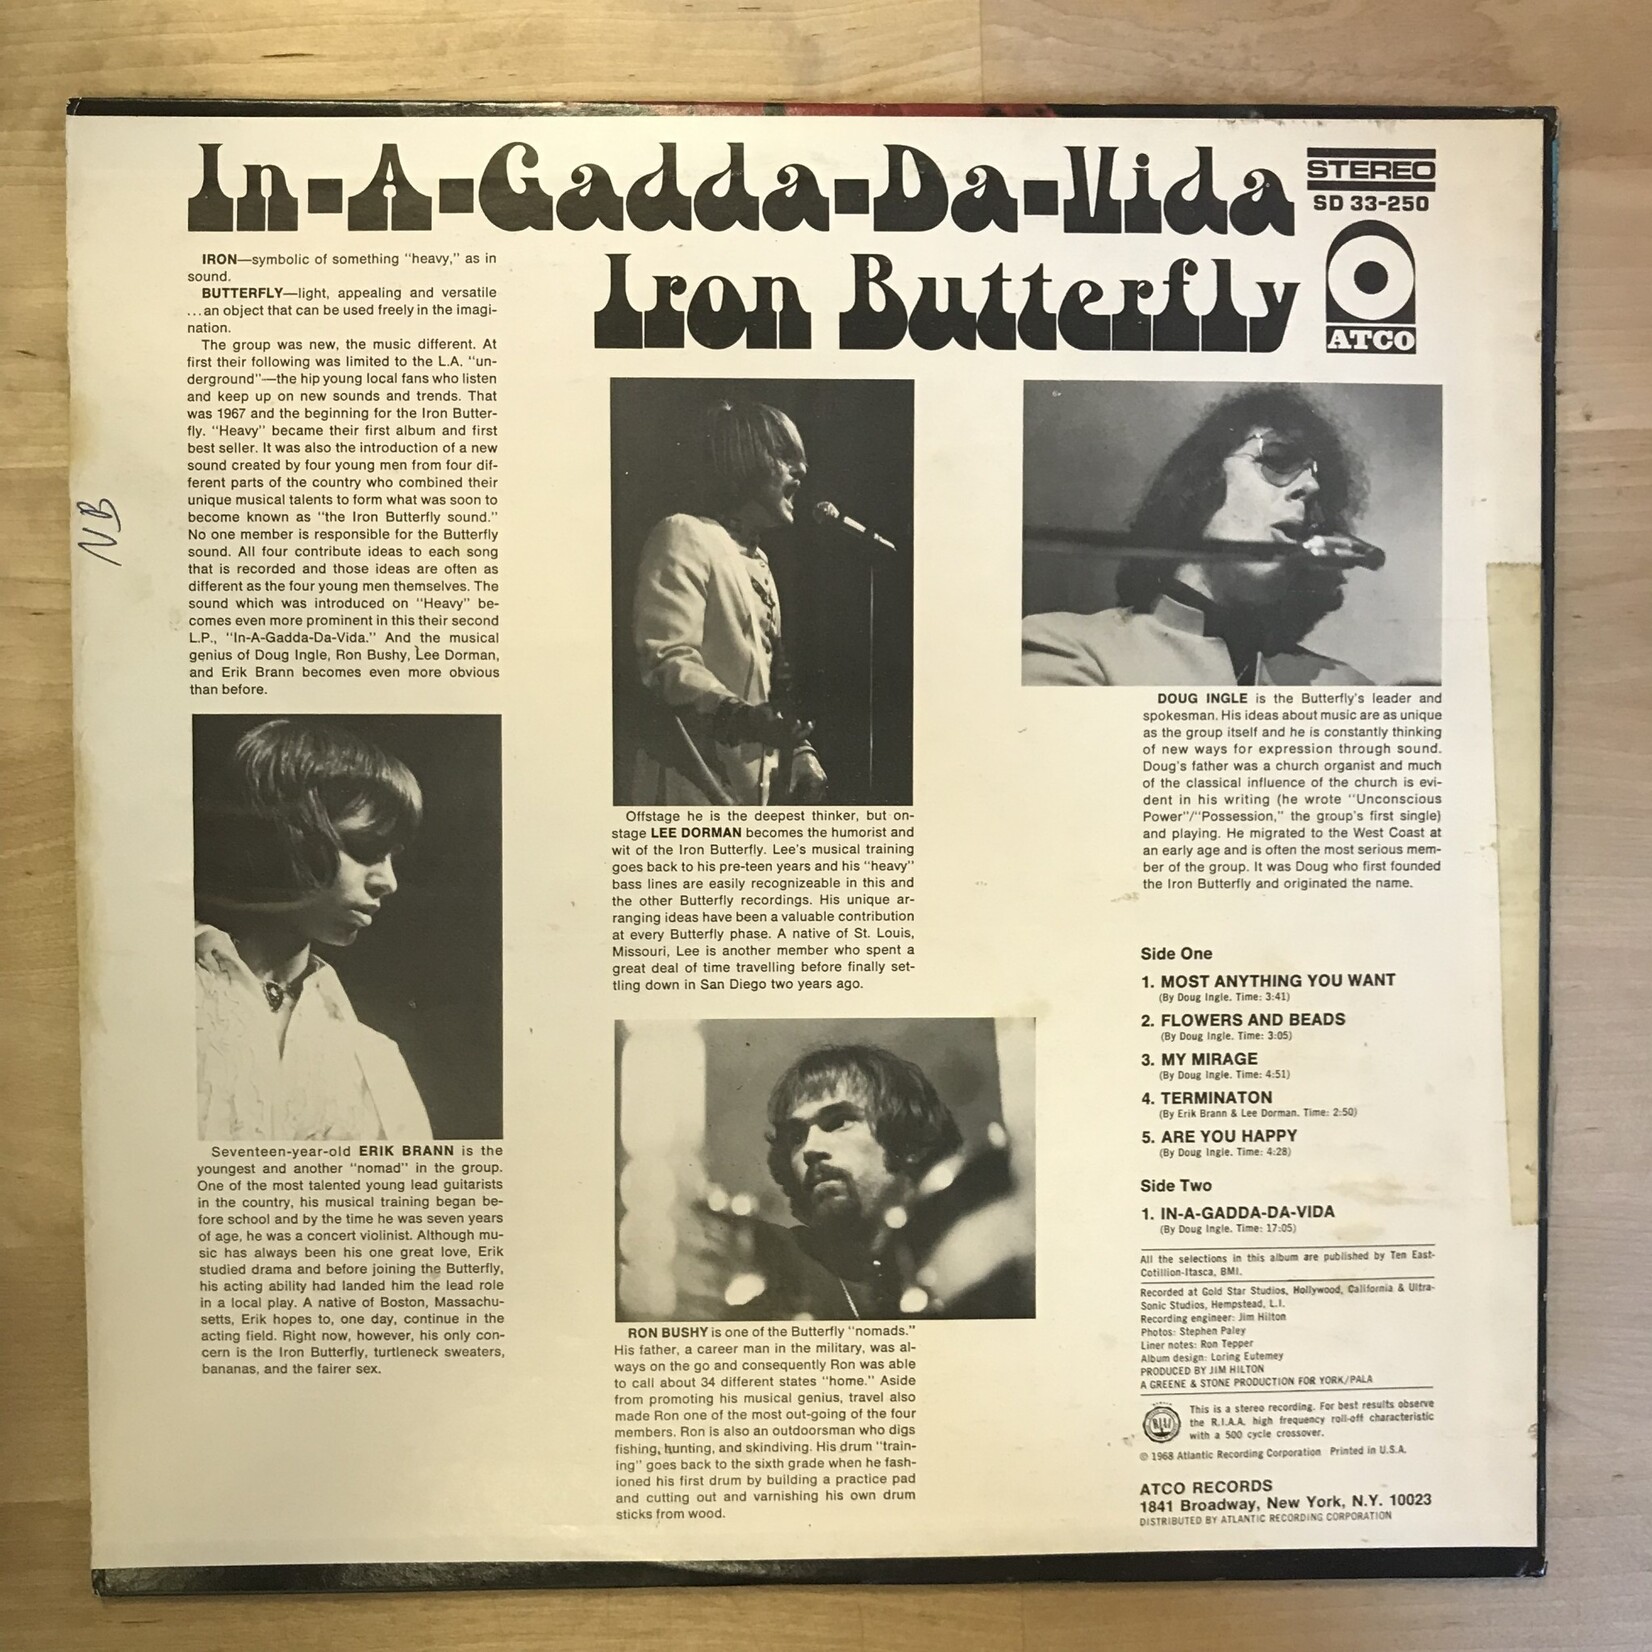 In-A-Gadda-Da-Vida
Iron Butterfly
STEREO
SD 33-250
ATCO
NB
IRON—symbolic of something "heavy," as in
sound.
BUTTERFLY—light, appealing and versatile
...an object that can be used freely in the imagi-
nation.
The group was new, the music different. At
first their following was limited to the L.A. "un-
derground"—the hip young local fans who listen
and keep up on new sounds and trends. That
was 1967 and the beginning for the Iron Butter-
fly. "Heavy" became their first album and first
best seller. It was also the introduction of a new
sound created by four young men from four dif-
ferent parts of the country who combined their
unique musical talents to form what was soon to
become known as "the Iron Butterfly sound."
No one member is responsible for the Butterfly
sound. All four contribute ideas to each song
that is recorded and those ideas are often as
different as the four young men themselves. The
sound which was introduced on "Heavy" be-
comes even more prominent in this their second
L.P., "In-A-Gadda-Da-Vida." And the musical
genius of Doug Ingle, Ron Bushy, Lee Dorman,
and Erik Brann becomes even more obvious
than before.
Seventeen-year-old ERIK BRANN is the
youngest and another "nomad" in the group.
One of the most talented young lead guitarists
in the country, his musical training began be-
fore school and by the time he was seven years
of age, he was a concert violinist. Although mu-
sic has always been his one great love, Erik
studied drama and before joining the Butterfly,
his acting ability had landed him the lead role
in a local play. A native of Boston, Massachu-
setts, Erik hopes to, one day, continue in the
acting field. Right now, however, his only con-
cern is the Iron Butterfly, turtleneck sweaters,
bananas, and the fairer sex.
Offstage he is the deepest thinker, but on-
stage LEE DORMAN becomes the humorist and
wit of the Iron Butterfly. Lee's musical training
goes back to his pre-teen years and his "heavy"
bass lines are easily recognizeable in this and
the other Butterfly recordings. His unique ar-
ranging ideas have been a valuable contribution
at every Butterfly phase. A native of St. Louis,
Missouri, Lee is another member who spent a
great deal of time travelling before finally set-
tling down in San Diego two years ago.
RON BUSHY is one of the Butterfly "nomads."
His father, a career man in the military, was al-
ways on the go and consequently Ron was able
to call about 34 different states "home." Aside
from promoting his musical genius, travel also
made Ron one of the most out-going of the four
members. Ron is also an outdoorsman who digs
fishing, hunting, and skindiving. His drum "train-
ing" goes back to the sixth grade when he fash-
ioned his first drum by building a practice pad
and cutting out and varnishing his own drum
sticks from wood.
DOUG INGLE is the Butterfly's leader and
spokesman. His ideas about music are as unique
as the group itself and he is constantly thinking
of new ways for expression through sound.
Doug's father was a church organist and much
of the classical influence of the church is evi-
dent in his writing (he wrote "Unconscious
Power"/"Possession," the group's first single)
and playing. He migrated to the West Coast at
an early age and is often the most serious mem-
ber of the group. It was Doug who first founded
the Iron Butterfly and originated the name.
Side One
1. MOST ANYTHING YOU WANT
(By Doug Ingle. Time: 3:41)
2. FLOWERS AND BEADS
(By Doug Ingle. Time: 3:05)
3. MY MIRAGE
(By Doug Ingle. Time: 4:51)
4. TERMINATON
(By Erik Brann & Lee Dorman. Time: 2:50)
5. ARE YOU HAPPY
(By Doug Ingle. Time: 4:28)
Side Two
1. IN-A-GADDA-DA-VIDA
(By Doug Ingle. Time: 17:05)
All the selections in this album are published by Ten East-
Cotillion-Itasca, BMI.
Recorded at Gold Star Studios, Hollywood, California & Ultra-
Sonic Studios, Hempstead, L.I.
Recording engineer: Jim Hilton
Photos: Stephen Paley
Liner notes: Ron Tepper
Album design: Loring Eutemey
PRODUCED BY JIM HILTON
A GREENE & STONE PRODUCTION FOR YORK/PALA
This is a stereo recording. For best results observe
the R.I.A.A. high frequency roll-off characteristic
with a 500 cycle crossover.
© 1968 Atlantic Recording Corporation Printed in U.S.A.
ATCO RECORDS
1841 Broadway, New York, N.Y. 10023
DISTRIBUTED BY ATLANTIC RECORDING CORPORATION